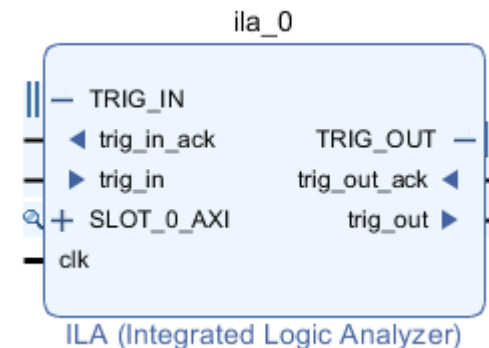 ila_0
TRIG_IN
trig_in_ack
trig_in
SLOT_0_AXI
clk
TRIG_OUT
trig_out_ack
trig_out
ILA (Integrated Logic Analyzer)